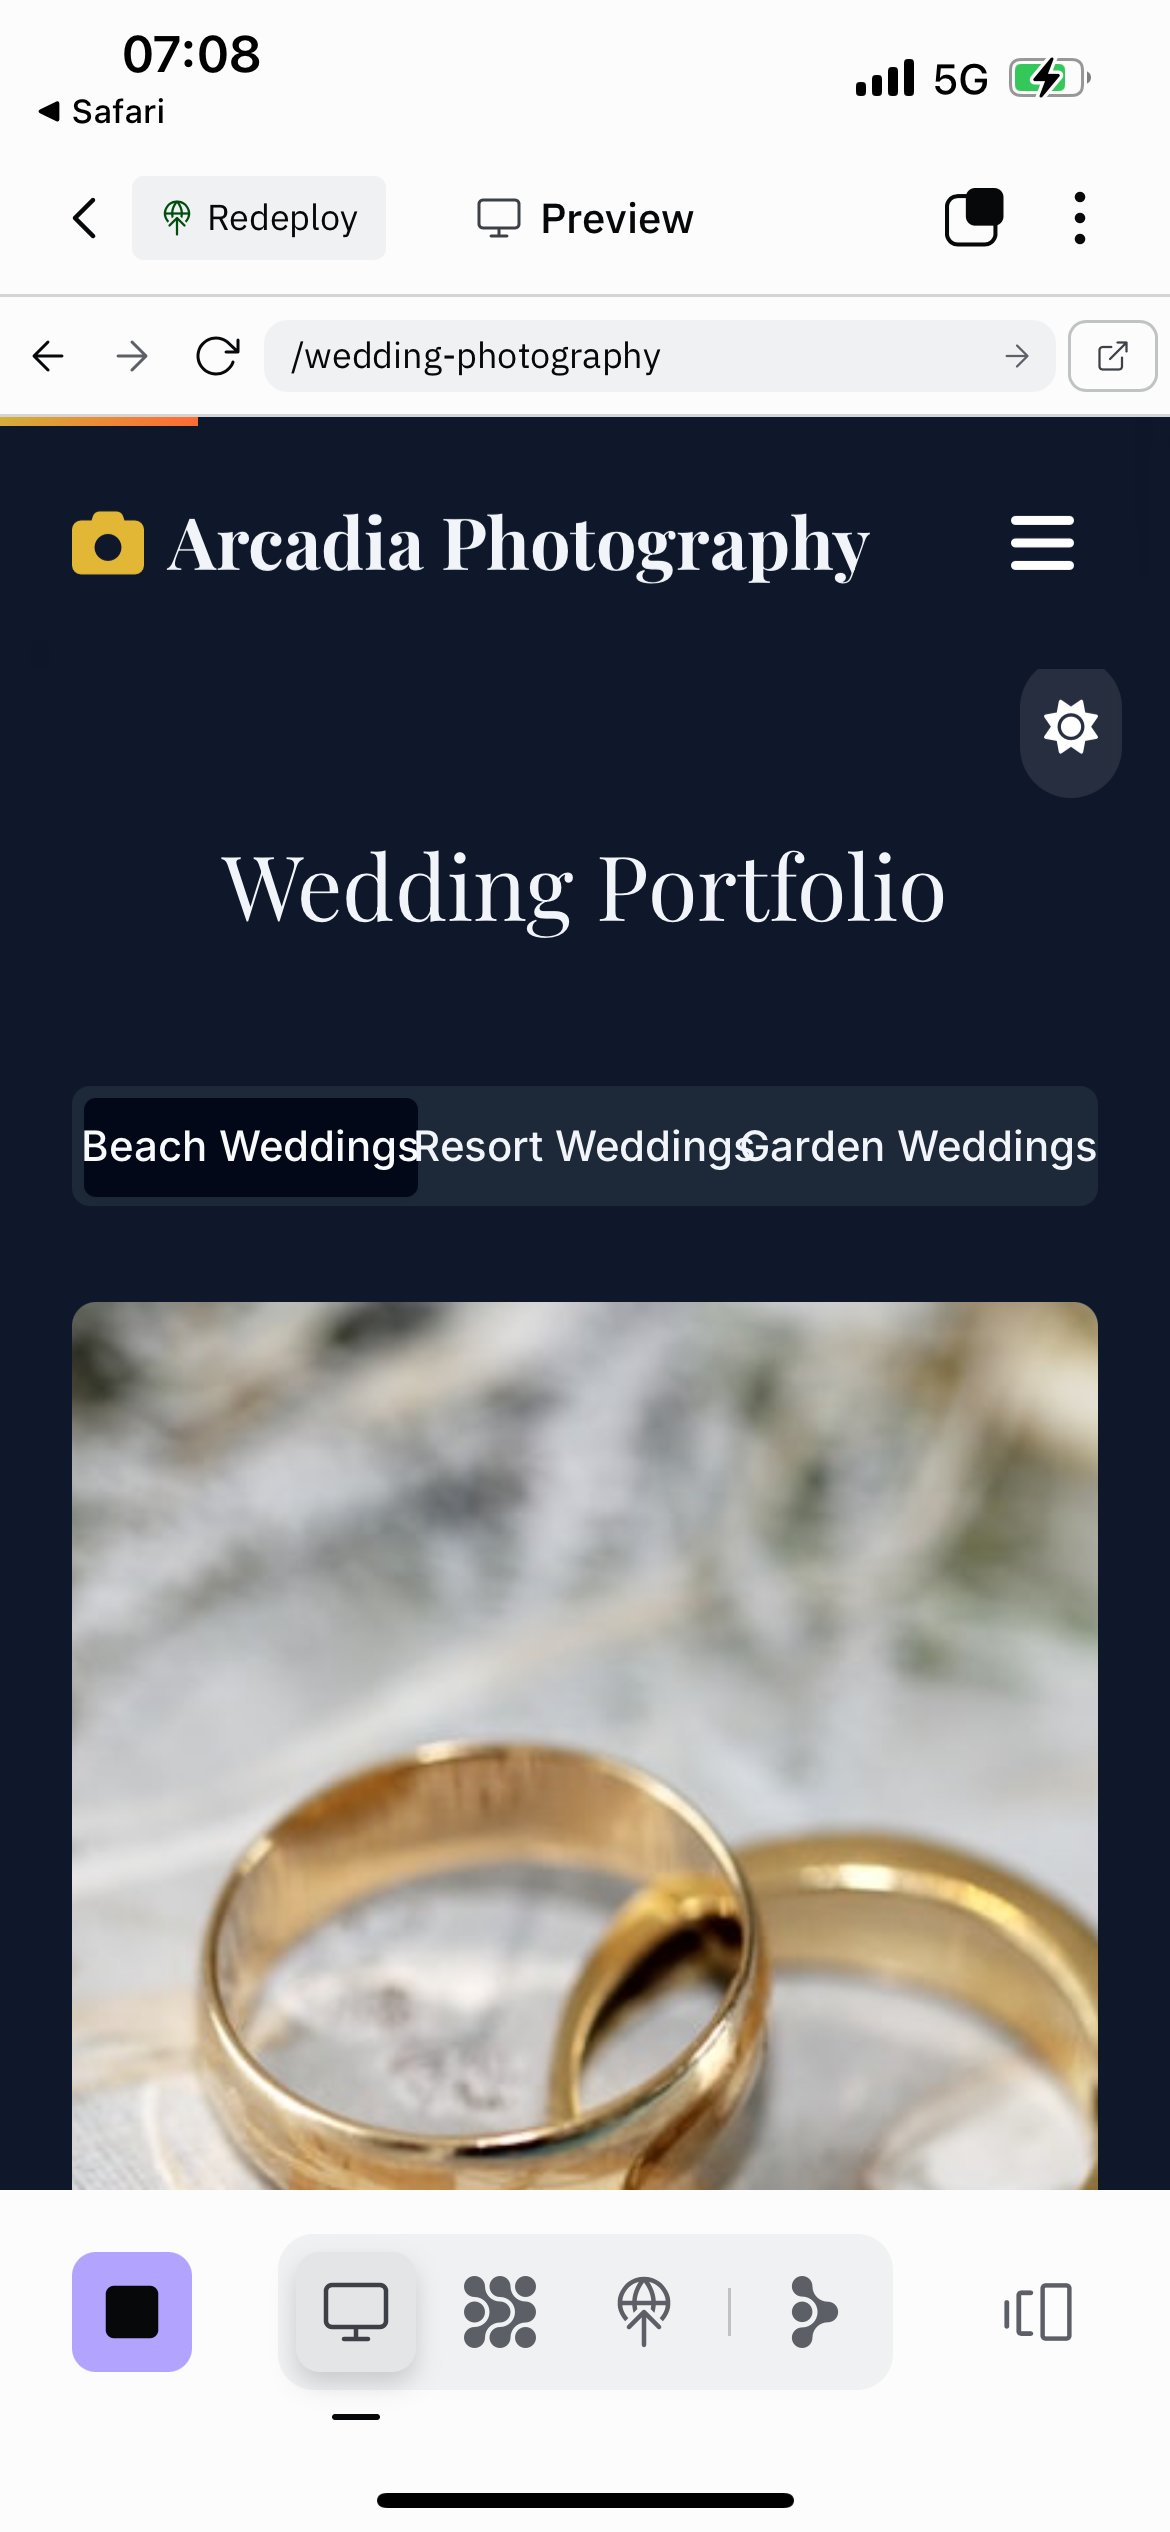 07:08
5G
Safari
Redeploy
Preview
/wedding-photography
Arcadia Photography
Wedding Portfolio
Beach Weddings Resort Weddings Garden Weddings